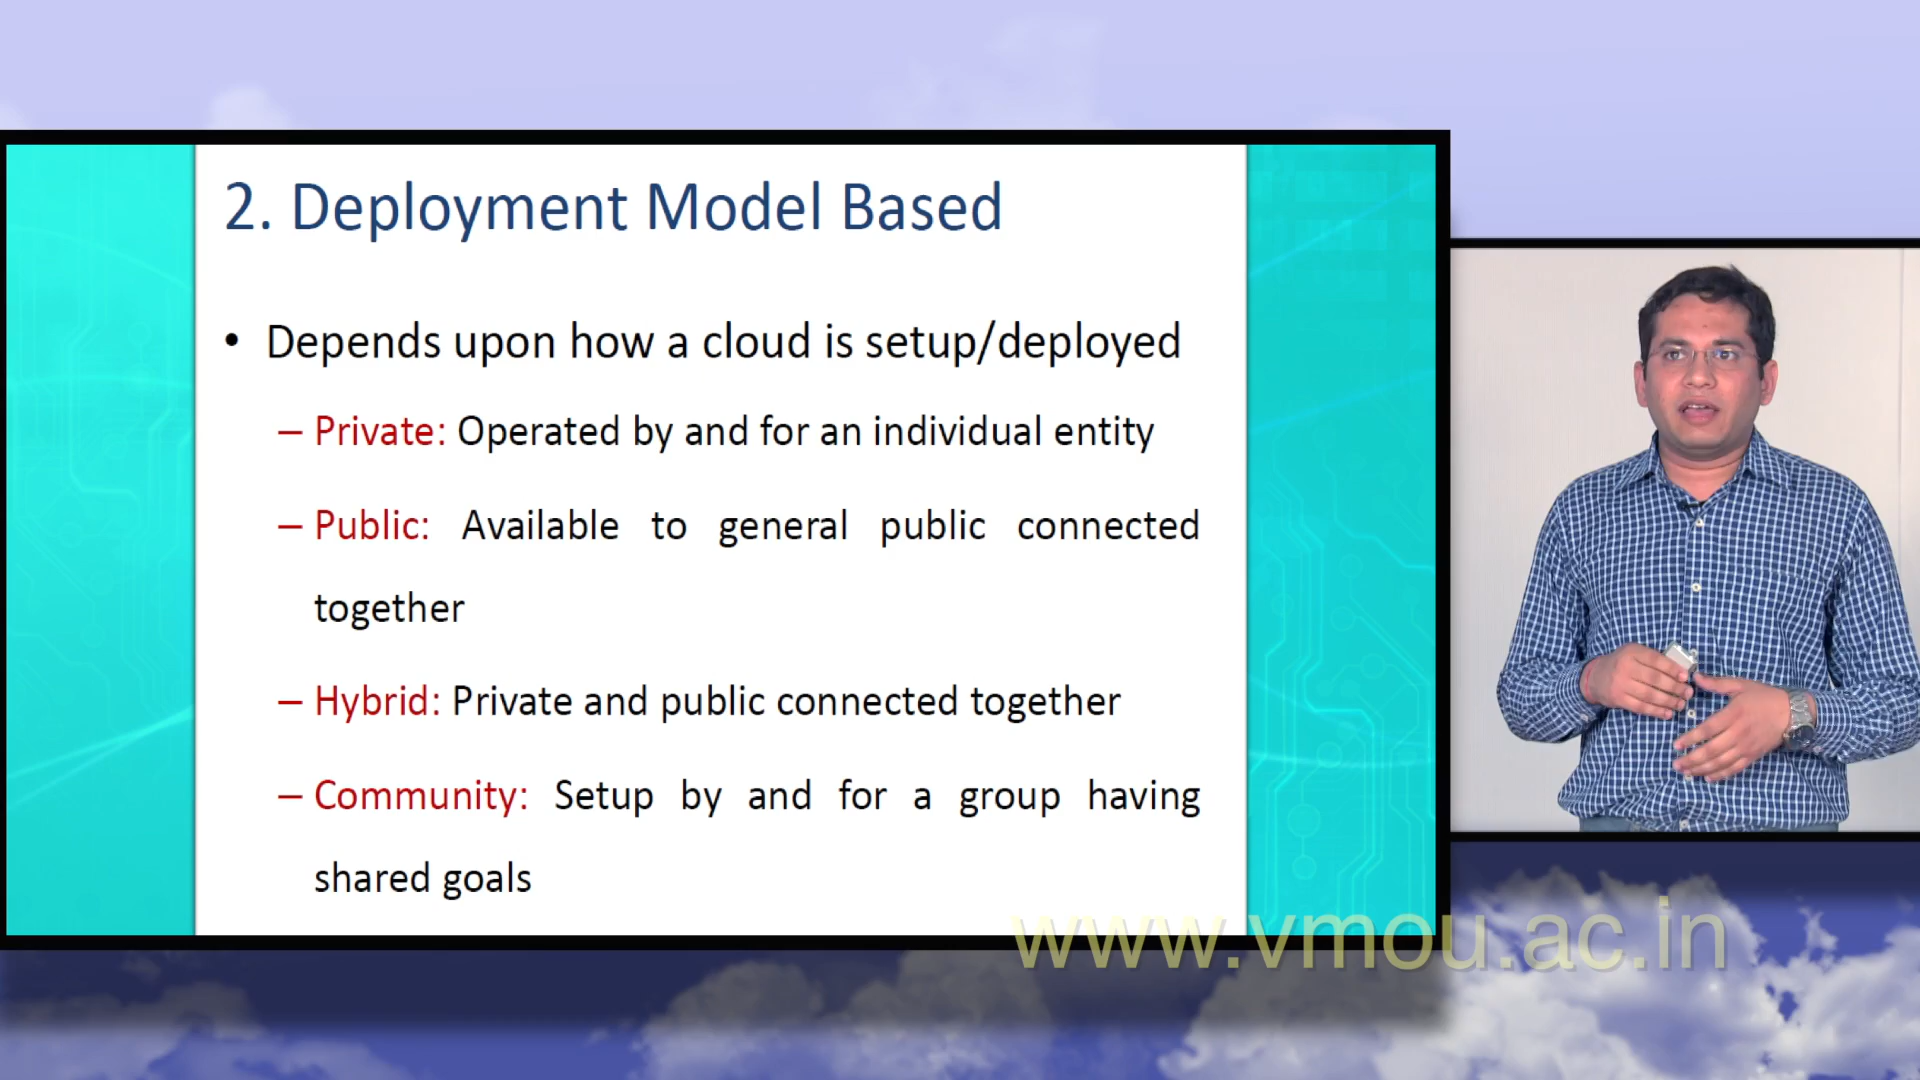 2. Deployment Model Based
• Depends upon how a cloud is setup/deployed
– Private: Operated by and for an individual entity
– Public: Available to general public connected
together
– Hybrid: Private and public connected together
– Community: Setup by and for a group having
shared goals
www.vmou.ac.in